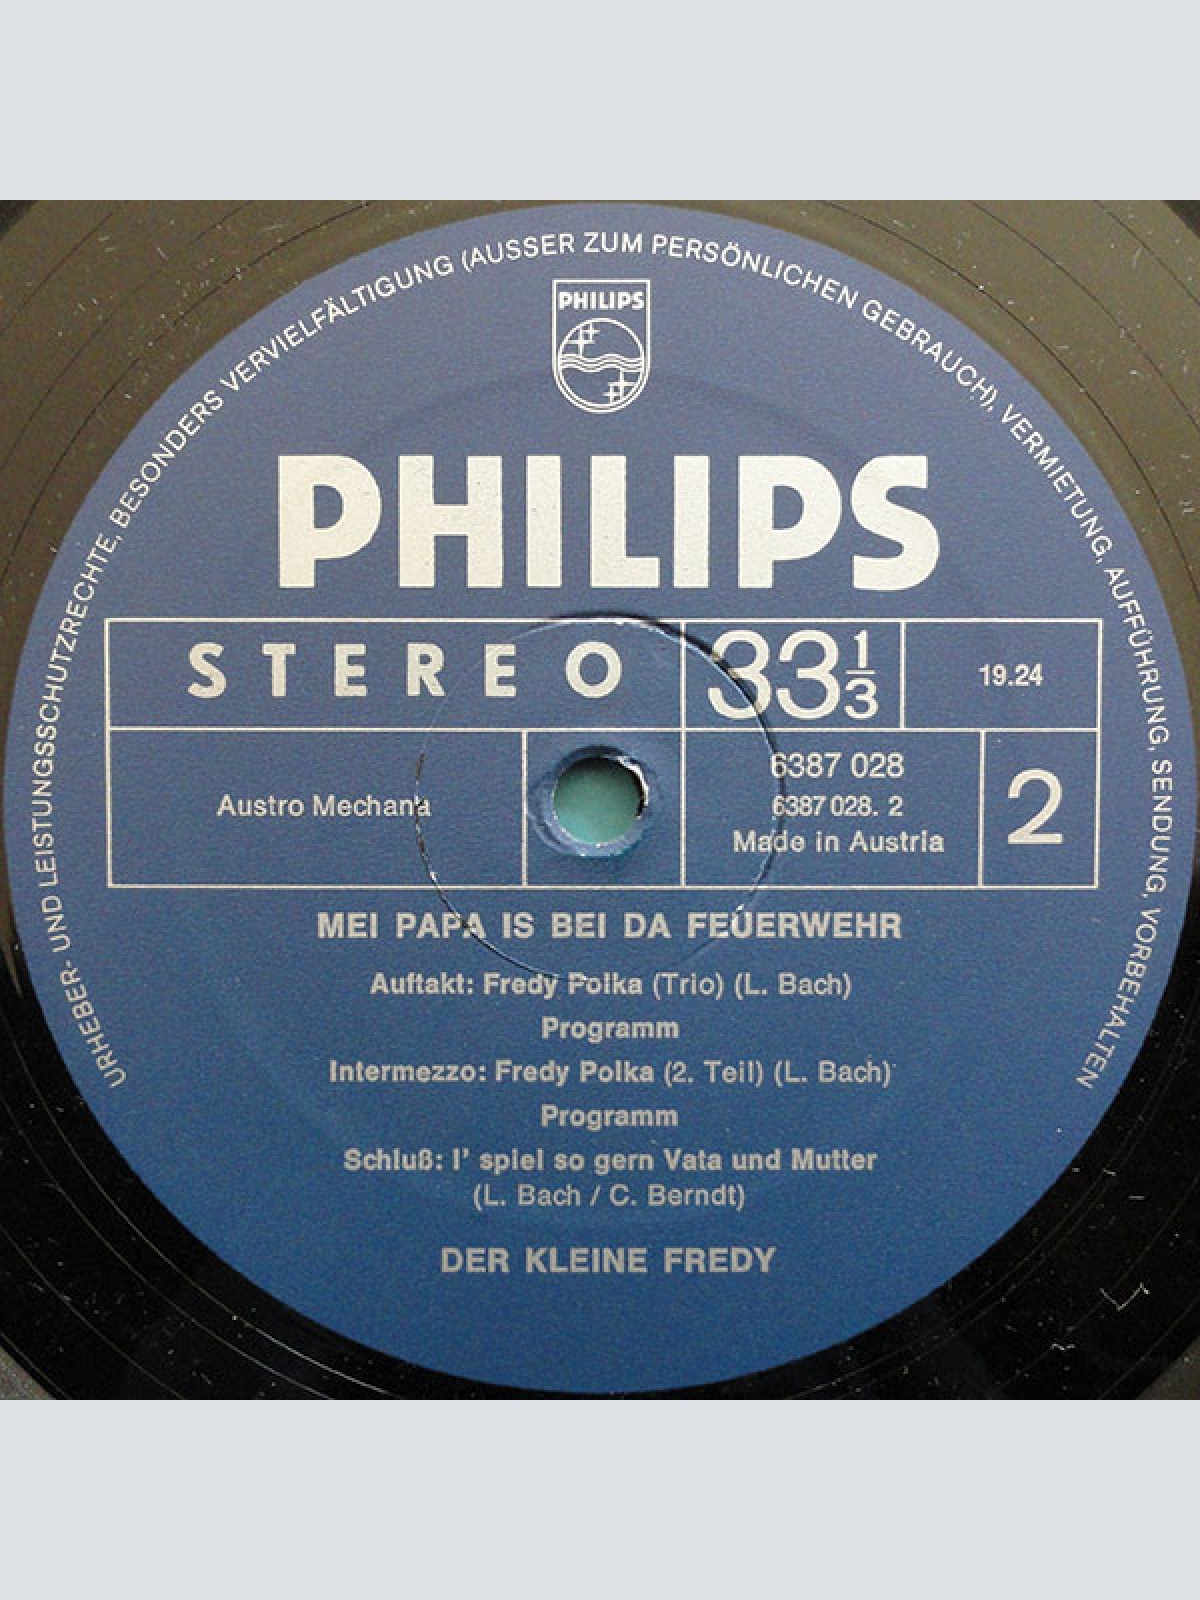 URHEBER- UND LEISTUNGSSCHUTZRECHTE, BESONDERS VERVIELFÄLTIGUNG (AUSSER ZUM PERSÖNLICHEN GEBRAUCH), VERMIETUNG, AUFFÜHRUNG, SENDUNG, VORBEHALTEN
PHILIPS
PHILIPS
STEREO 33 1/3 19.24
6387 028
Austro Mechana 6387 028. 2 2
Made in Austria
MEI PAPA IS BEI DA FEUERWEHR
Auftakt: Fredy Polka (Trio) (L. Bach)
Programm
Intermezzo: Fredy Polka (2. Teil) (L. Bach)
Programm
Schluß: I' spiel so gern Vata und Mutter
(L. Bach / C. Berndt)
DER KLEINE FREDY